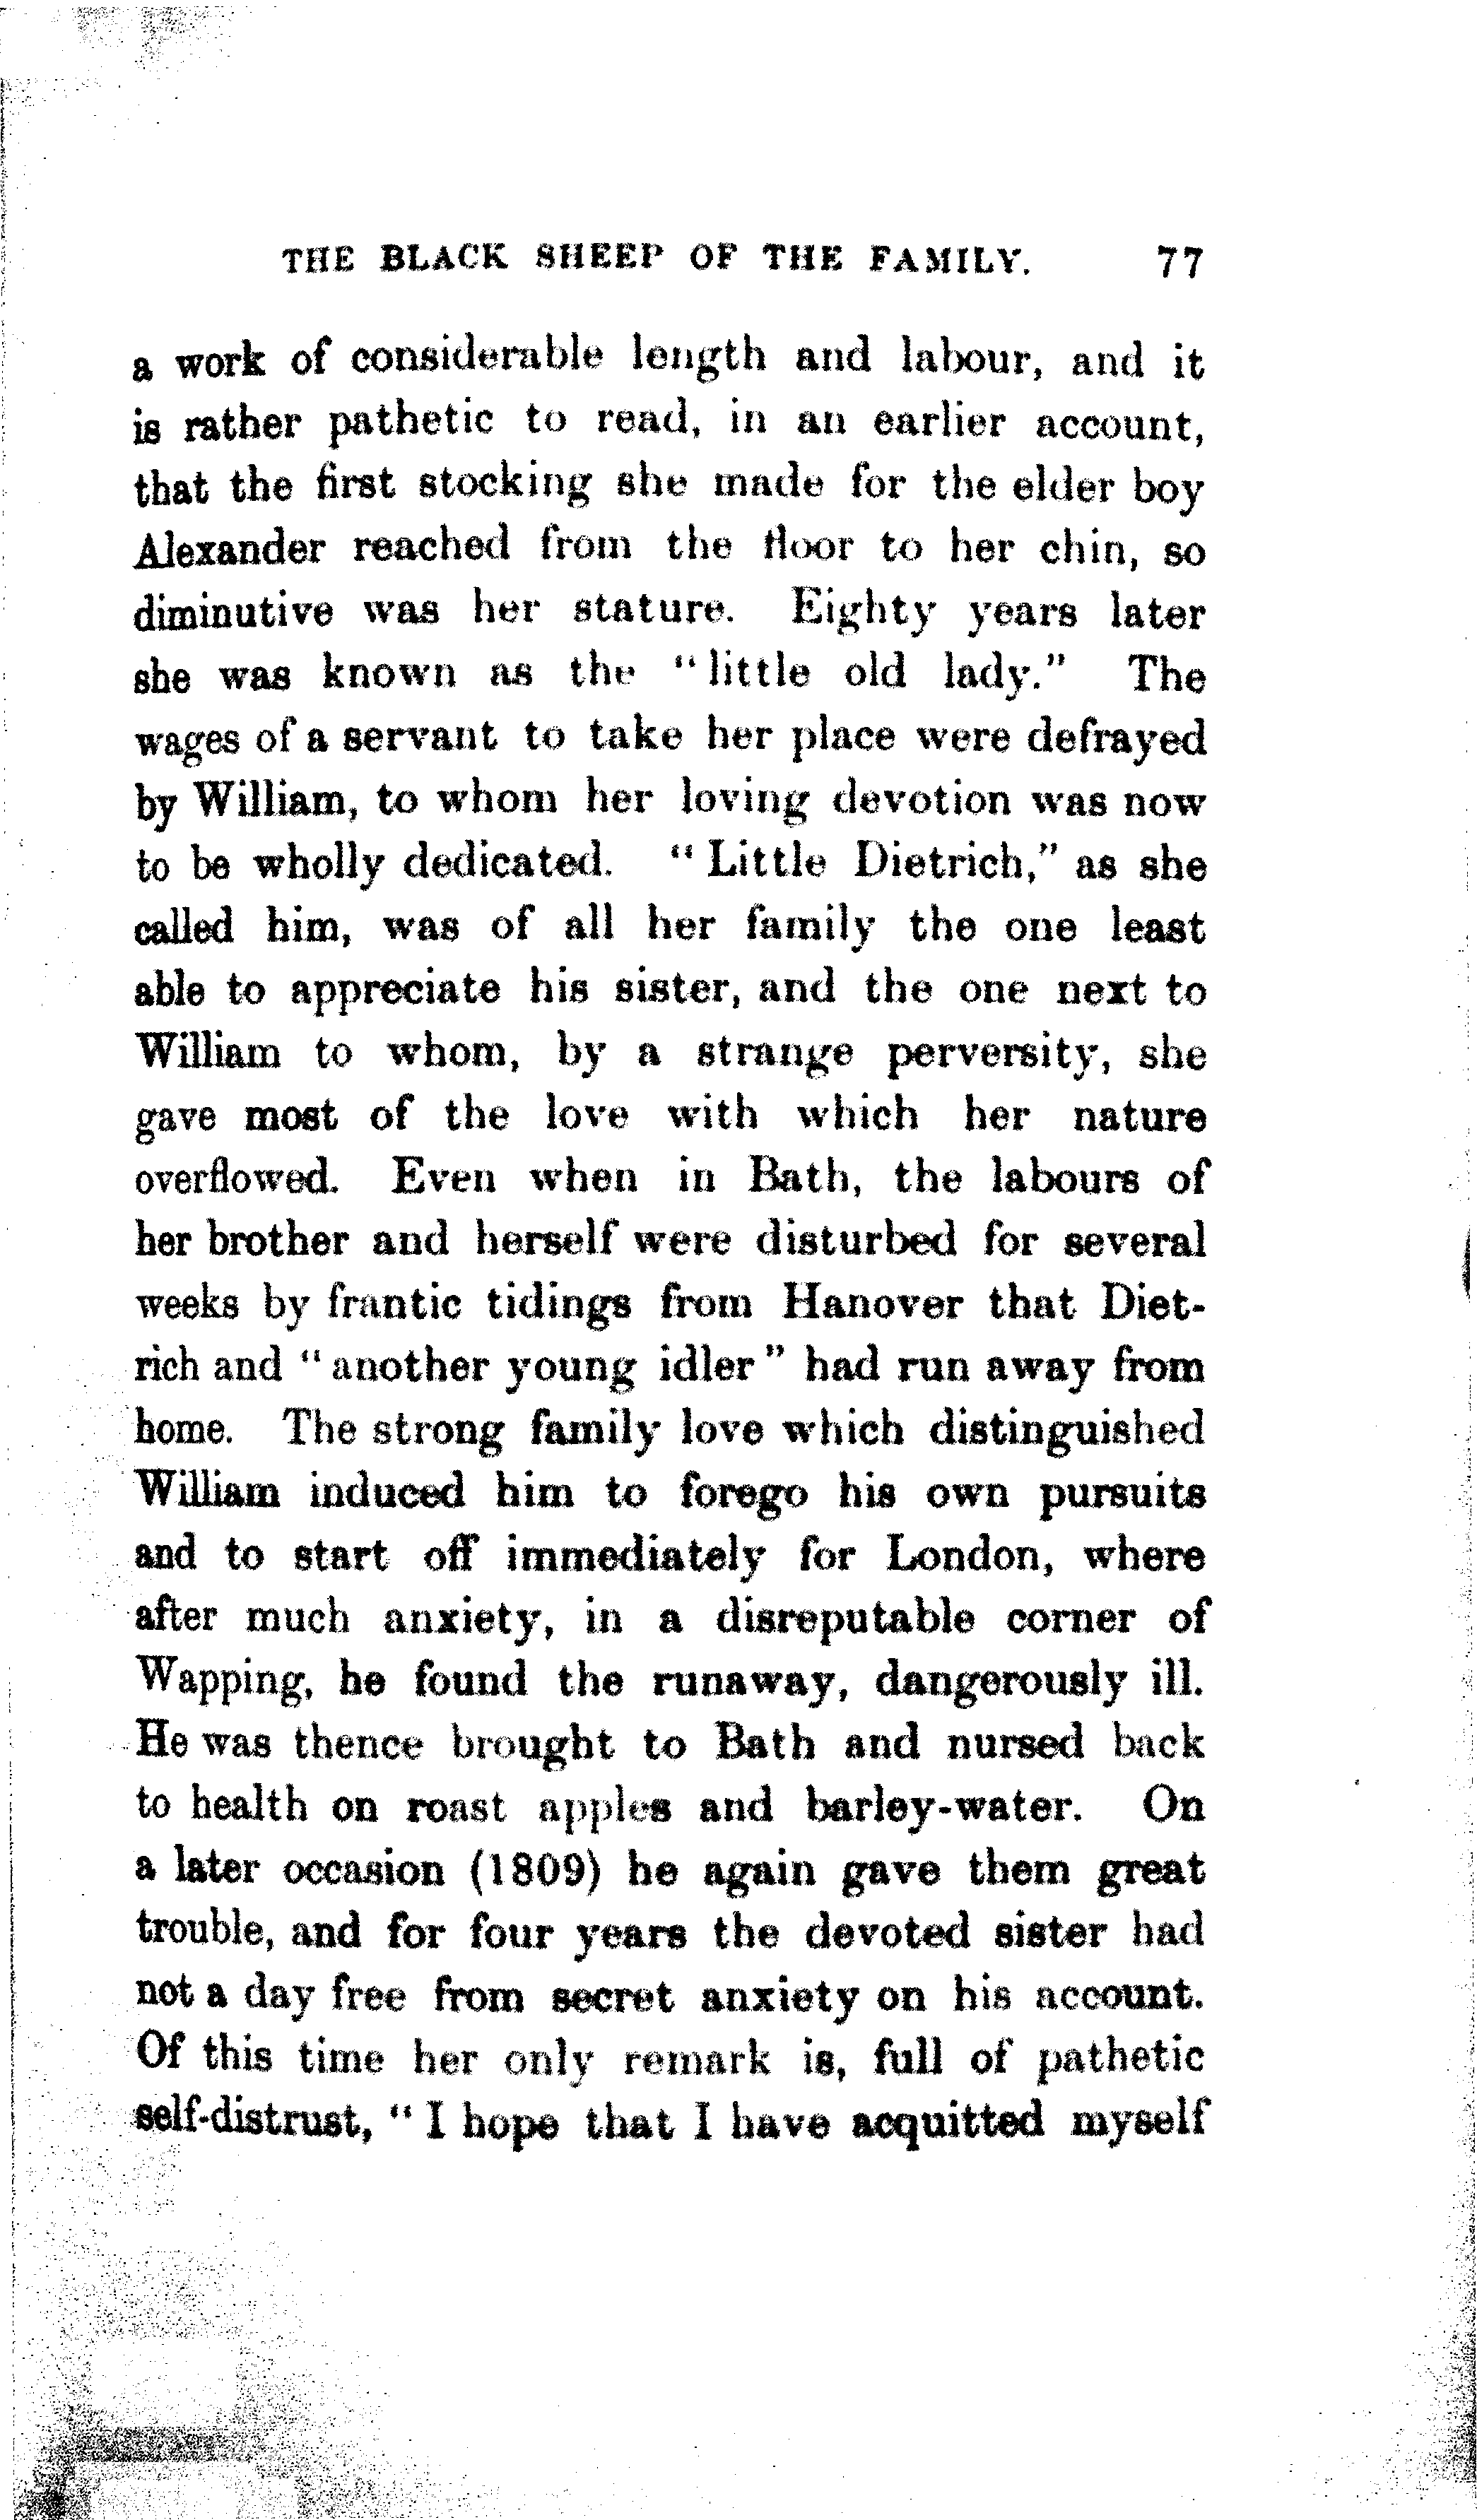 THE BLACK SHEEP OF THE FAMILY. 77
a work of considerable length and labour, and it
is rather pathetic to read, in an earlier account,
that the first stocking she made for the elder boy
Alexander reached from the floor to her chin, so
diminutive was her stature. Eighty years later
she was known as the "little old lady." The
wages of a servant to take her place were defrayed
by William, to whom her loving devotion was now
to be wholly dedicated. "Little Dietrich," as she
called him, was of all her family the one least
able to appreciate his sister, and the one next to
William to whom, by a strange perversity, she
gave most of the love with which her nature
overflowed. Even when in Bath, the labours of
her brother and herself were disturbed for several
weeks by frantic tidings from Hanover that Diet-
rich and "another young idler" had run away from
home. The strong family love which distinguished
William induced him to forego his own pursuits
and to start off immediately for London, where
after much anxiety, in a disreputable corner of
Wapping, he found the runaway, dangerously ill.
He was thence brought to Bath and nursed back
to health on roast apples and barley-water. On
a later occasion (1809) he again gave them great
trouble, and for four years the devoted sister had
not a day free from secret anxiety on his account.
Of this time her only remark is, full of pathetic
self-distrust, "I hope that I have acquitted myself